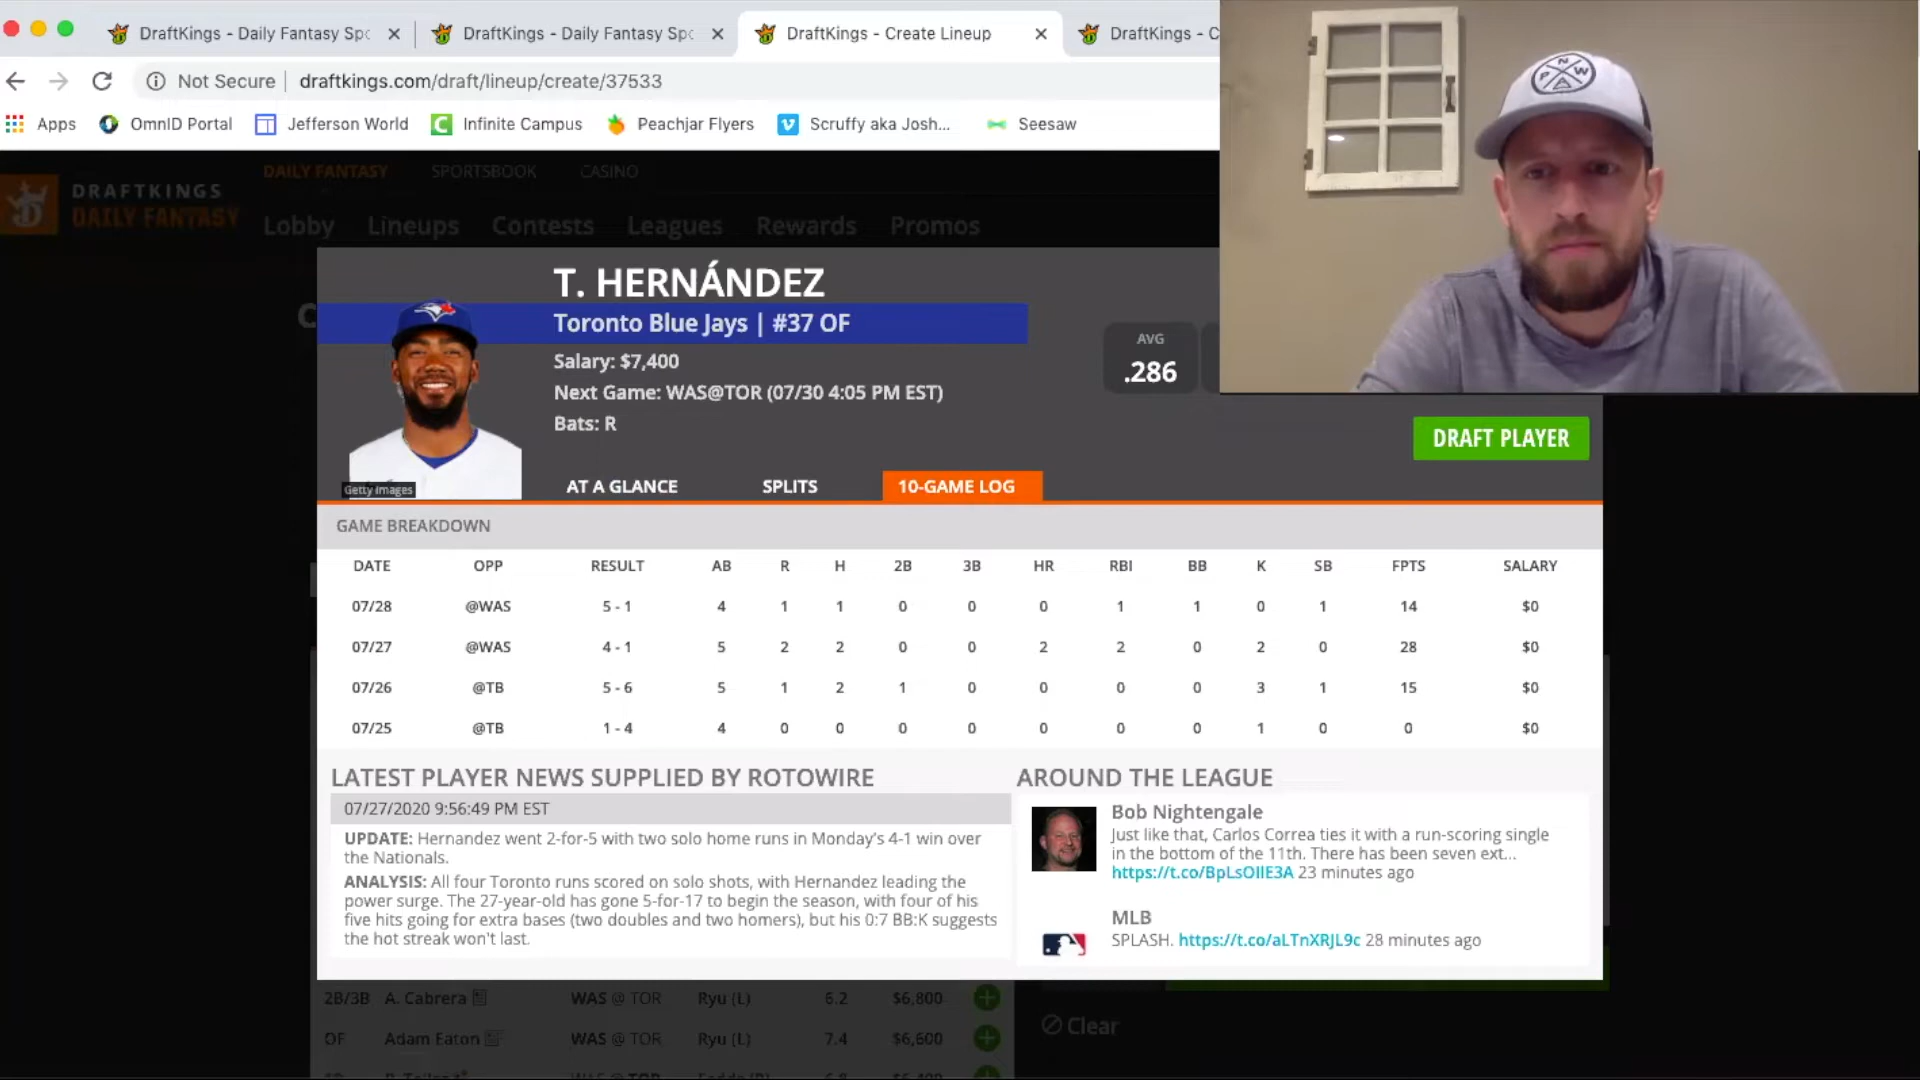 DraftKings - Daily Fantasy Spo
DraftKings - Daily Fantasy Spo
DraftKings - Create Lineup
DraftKings - C
Not Secure
draftkings.com/draft/lineup/create/37533
Apps
OmnID Portal
Jefferson World
Infinite Campus
Peachjar Flyers
Scruffy aka Josh...
Seesaw
PNW
DRAFTKINGS
DAILY FANTASY
DAILY FANTASY
SPORTSBOOK
CASINO
Lobby
Lineups
Contests
Leagues
Rewards
Promos
T. HERNÁNDEZ
Toronto Blue Jays | #37 OF
Salary: $7,400
Next Game: WAS@TOR (07/30 4:05 PM EST)
Bats: R
AVG
.286
DRAFT PLAYER
Getty Images
AT A GLANCE
SPLITS
10-GAME LOG
GAME BREAKDOWN
DATE OPP RESULT AB R H 2B 3B HR RBI BB K SB FPTS SALARY
07/28 @WAS 5 - 1 4 1 1 0 0 0 1 1 0 1 14 $0
07/27 @WAS 4 - 1 5 2 2 0 0 2 2 0 2 0 28 $0
07/26 @TB 5 - 6 5 1 2 1 0 0 0 0 3 1 15 $0
07/25 @TB 1 - 4 4 0 0 0 0 0 0 0 1 0 0 $0
LATEST PLAYER NEWS SUPPLIED BY ROTOWIRE
07/27/2020 9:56:49 PM EST
UPDATE: Hernandez went 2-for-5 with two solo home runs in Monday's 4-1 win over
the Nationals.
ANALYSIS: All four Toronto runs scored on solo shots, with Hernandez leading the
power surge. The 27-year-old has gone 5-for-17 to begin the season, with four of his
five hits going for extra bases (two doubles and two homers), but his 0:7 BB:K suggests
the hot streak won't last.
AROUND THE LEAGUE
Bob Nightengale
Just like that, Carlos Correa ties it with a run-scoring single
in the bottom of the 11th. There has been seven ext...
https://t.co/BpLsOIIE3A 23 minutes ago
MLB
SPLASH. https://t.co/aLTnXRJL9c 28 minutes ago
2B/3B A. Cabrera WAS @ TOR Ryu (L) 6.2 $6,800
OF Adam Eaton WAS @ TOR Ryu (L) 7.4 $6,600
Clear